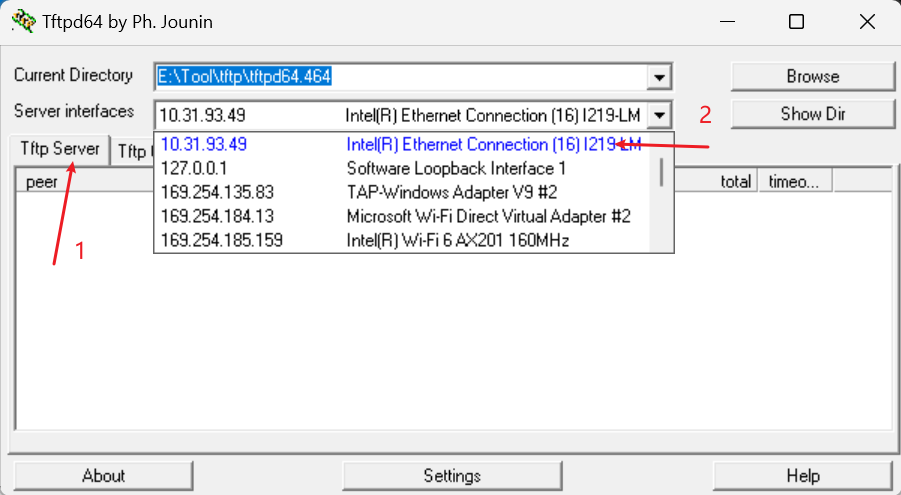 Tftpd64 by Ph. Jounin
Current Directory E:\Tool\tftp\tftpd64.464 Browse
Server interfaces 10.31.93.49 Intel(R) Ethernet Connection (16) I219-LM 2 Show Dir
Tftp Server Tftp 10.31.93.49 Intel(R) Ethernet Connection (16) I219-LM
127.0.0.1 Software Loopback Interface 1
peer 169.254.135.83 TAP-Windows Adapter V9 #2 total timeo...
169.254.184.13 Microsoft Wi-Fi Direct Virtual Adapter #2
1 169.254.185.159 Intel(R) Wi-Fi 6 AX201 160MHz
About Settings Help